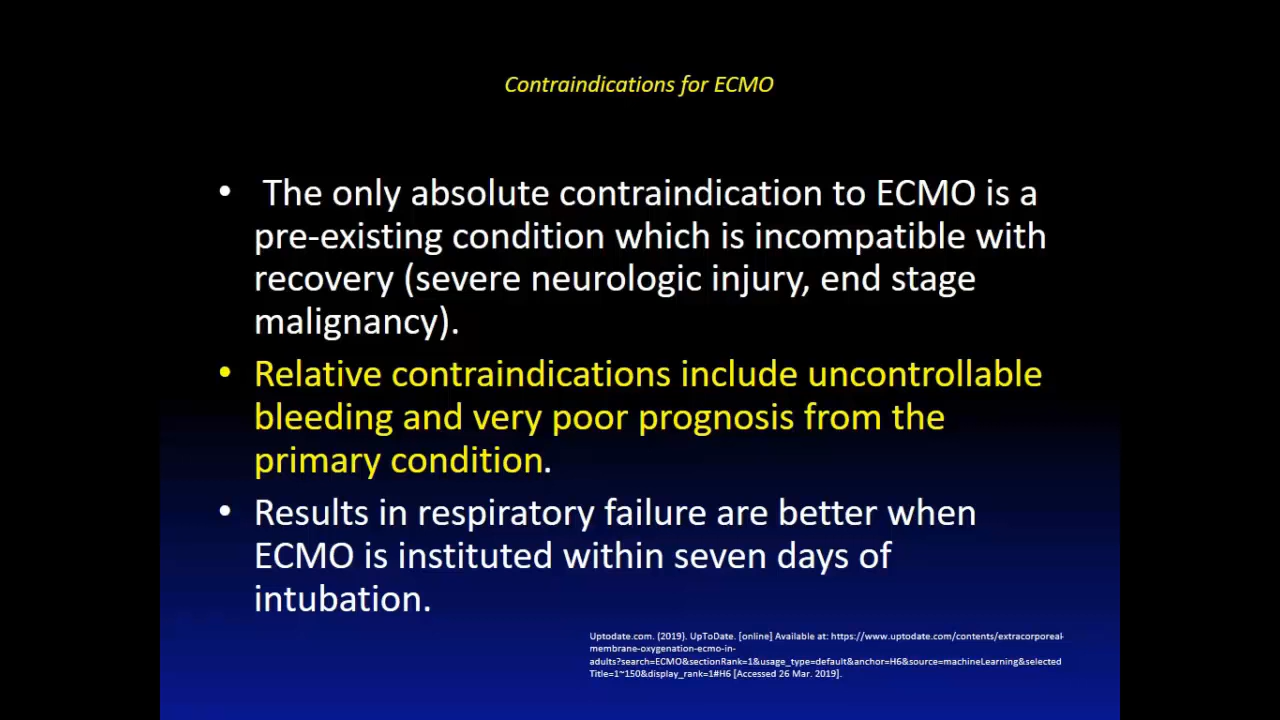 Contraindications for ECMO
• The only absolute contraindication to ECMO is a
pre-existing condition which is incompatible with
recovery (severe neurologic injury, end stage
malignancy).
• Relative contraindications include uncontrollable
bleeding and very poor prognosis from the
primary condition.
• Results in respiratory failure are better when
ECMO is instituted within seven days of
intubation.
Uptodate.com. (2019). UpToDate. [online] Available at: https://www.uptodate.com/contents/extracorporeal-
membrane-oxygenation-ecmo-in-
adults?search=ECMO&sectionRank=1&usage_type=default&anchor=H6&source=machineLearning&selected
Title=1~150&display_rank=1#H6 [Accessed 26 Mar. 2019].